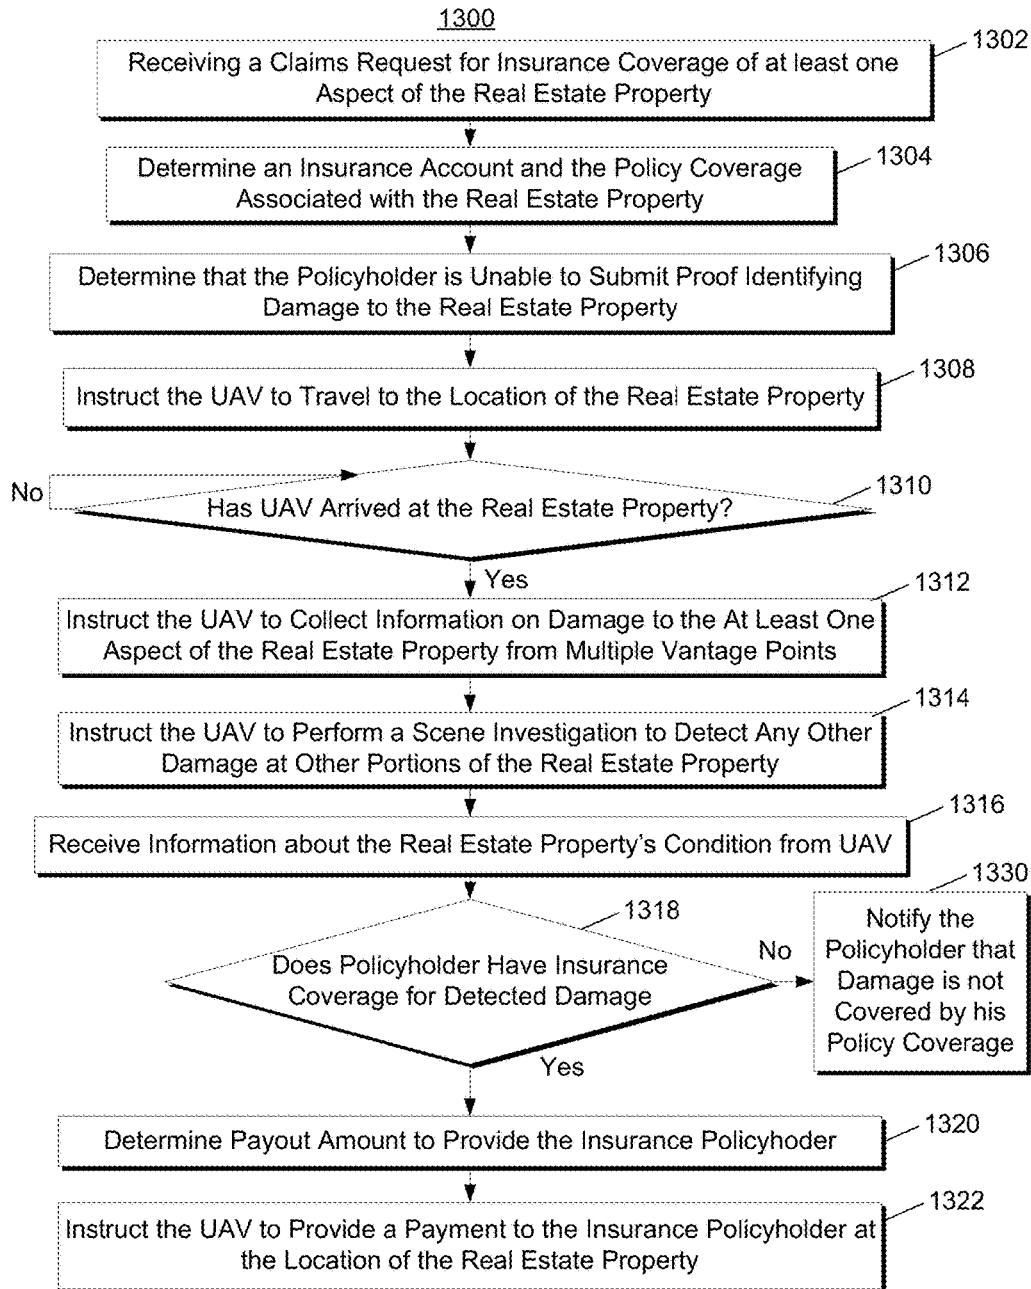 1300
1302
Receiving a Claims Request for Insurance Coverage of at least one
Aspect of the Real Estate Property
1304
Determine an Insurance Account and the Policy Coverage
Associated with the Real Estate Property
1306
Determine that the Policyholder is Unable to Submit Proof Identifying
Damage to the Real Estate Property
1308
Instruct the UAV to Travel to the Location of the Real Estate Property
1310
No
Has UAV Arrived at the Real Estate Property?
Yes
1312
Instruct the UAV to Collect Information on Damage to the At Least One
Aspect of the Real Estate Property from Multiple Vantage Points
1314
Instruct the UAV to Perform a Scene Investigation to Detect Any Other
Damage at Other Portions of the Real Estate Property
1316
Receive Information about the Real Estate Property's Condition from UAV
1318
Does Policyholder Have Insurance
Coverage for Detected Damage
No
1330
Notify the
Policyholder that
Damage is not
Covered by his
Policy Coverage
Yes
1320
Determine Payout Amount to Provide the Insurance Policyhoder
1322
Instruct the UAV to Provide a Payment to the Insurance Policyholder at
the Location of the Real Estate Property